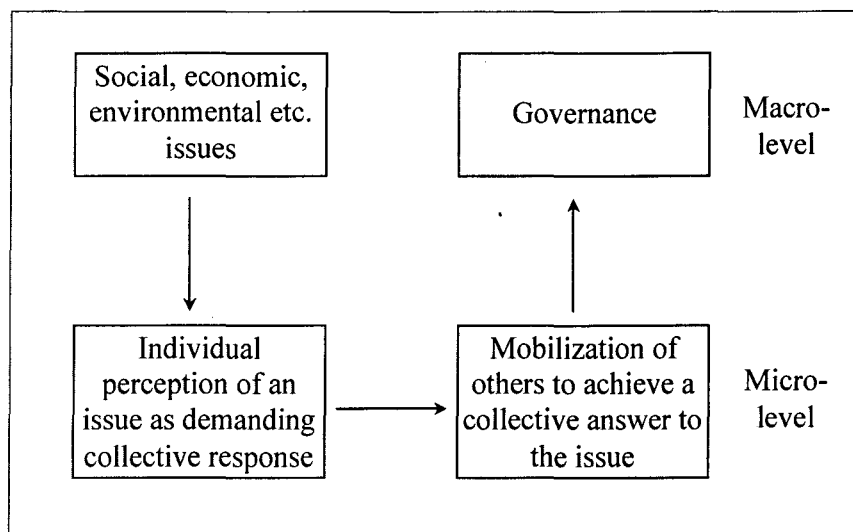 Social, economic,
environmental etc.
issues
Governance
Macro-
level
Individual
perception of an
issue as demanding
collective response
Mobilization of
others to achieve a
collective answer to
the issue
Micro-
level